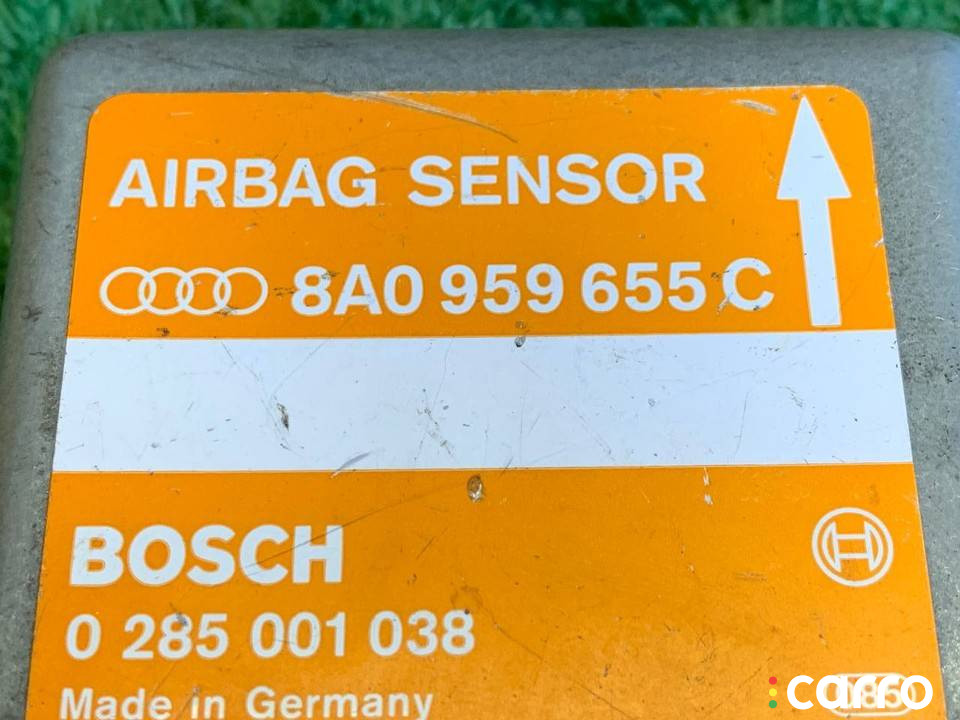 AIRBAG SENSOR
8A0 959 655 C
BOSCH
0 285 001 038
Made in Germany
carro